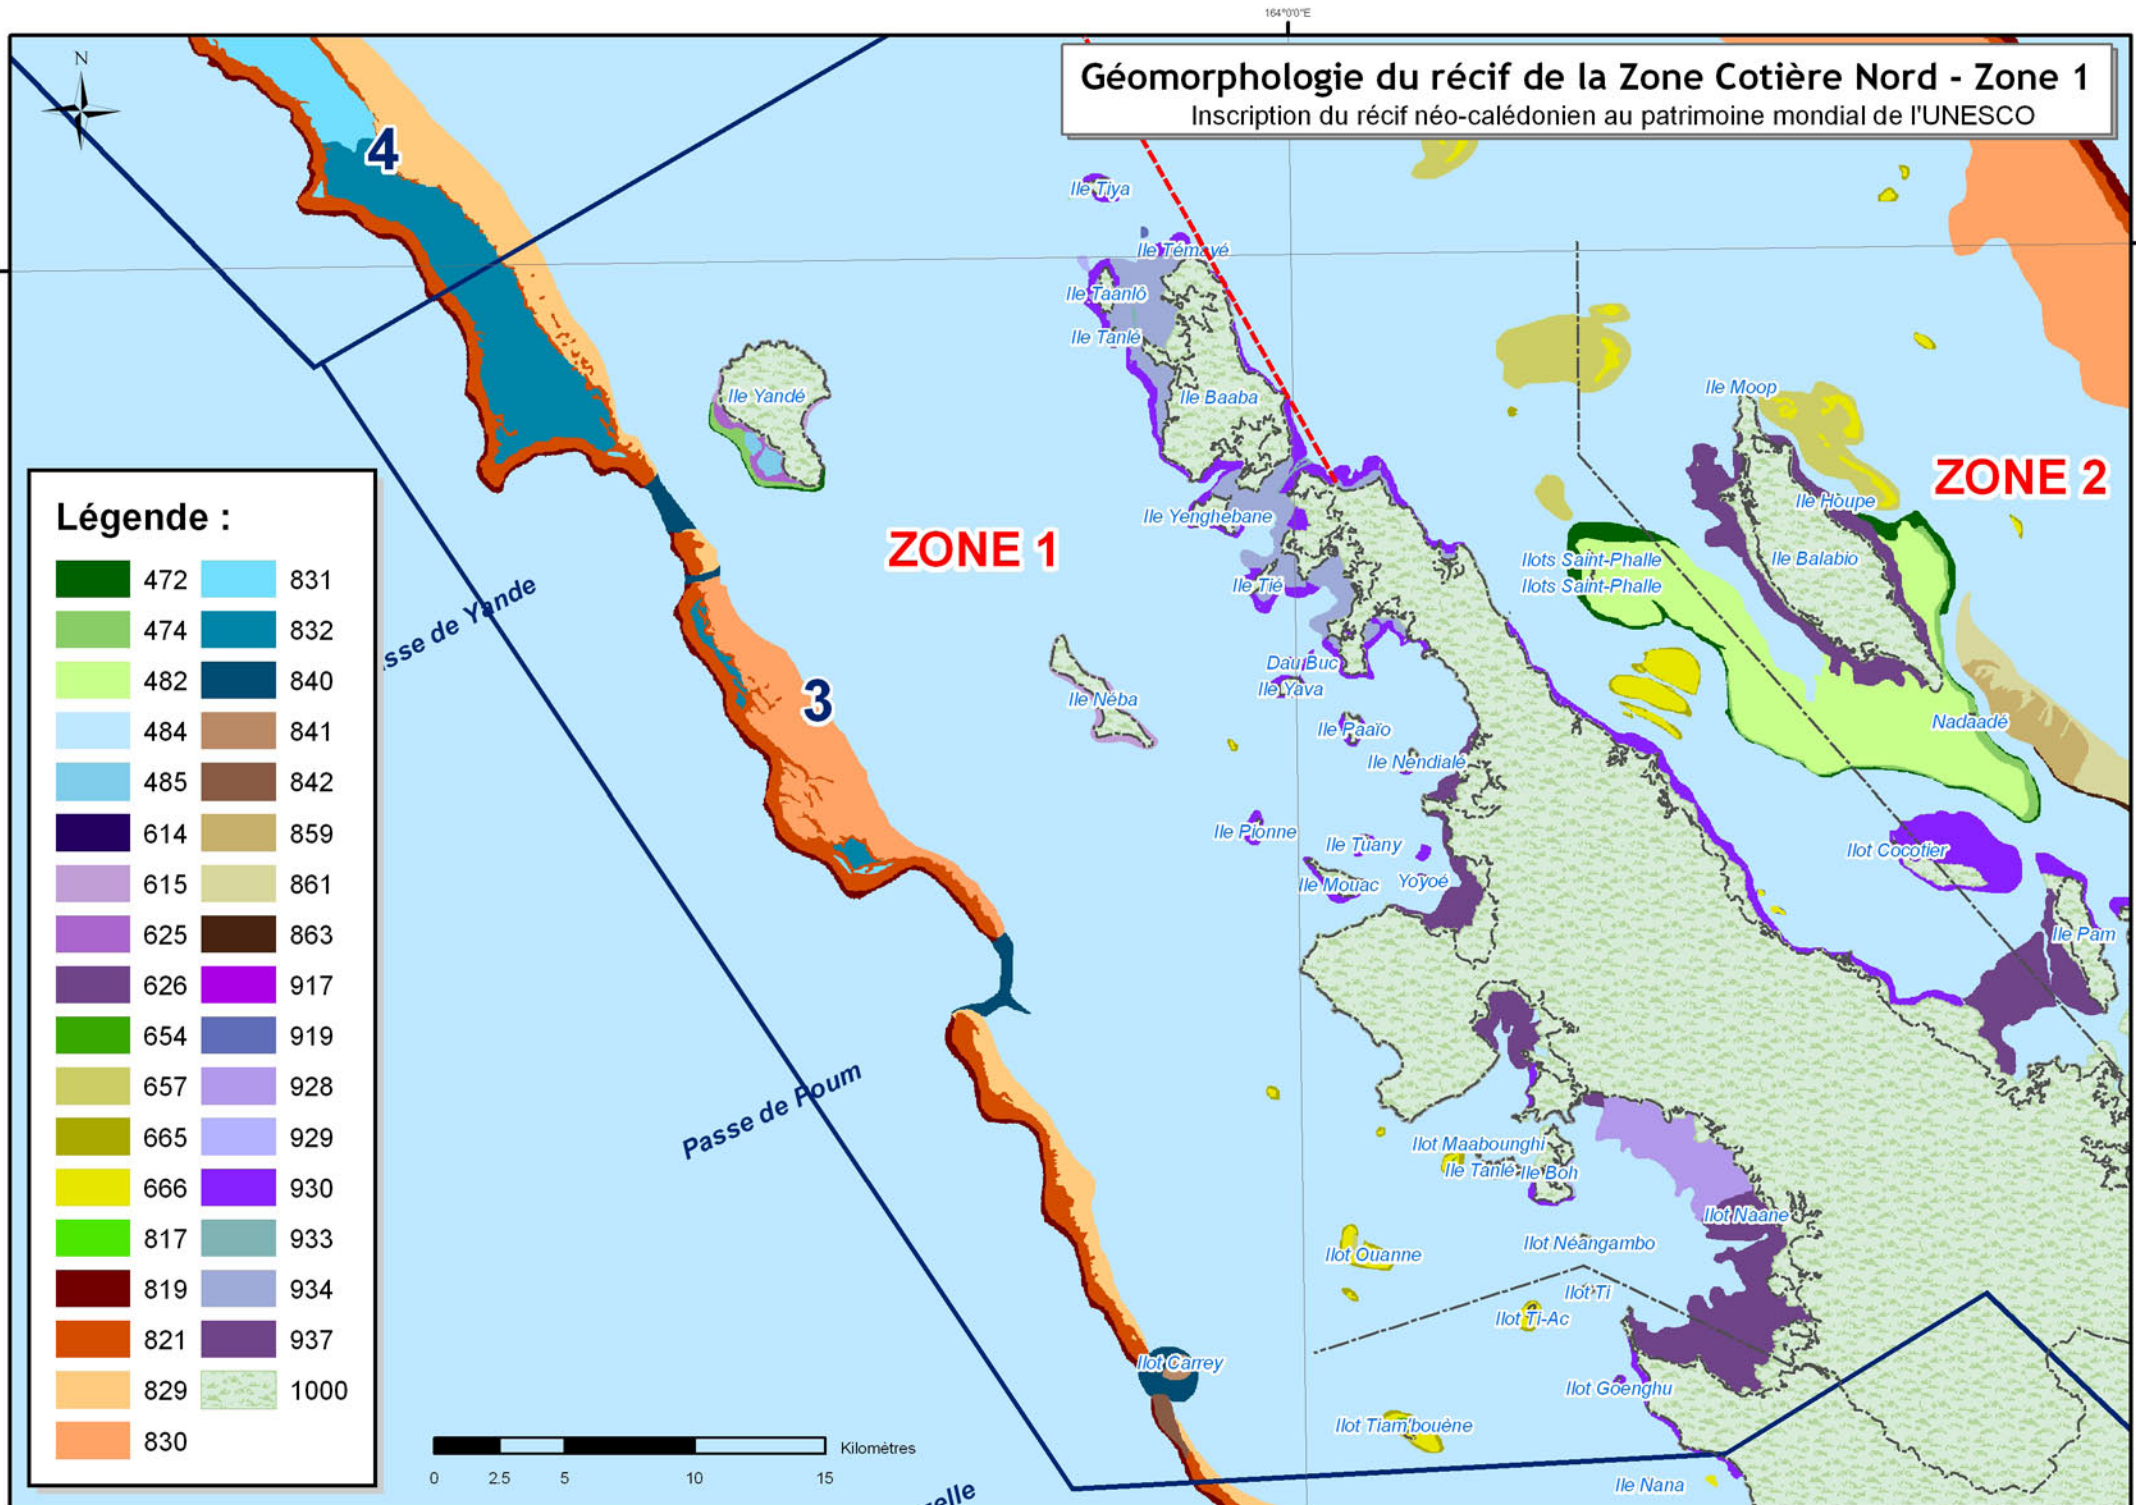 164°0'0"E
Géomorphologie du récif de la Zone Cotière Nord - Zone 1
Inscription du récif néo-calédonien au patrimoine mondial de l'UNESCO
N
4
Ile Tiya
Ile Témavé
Ile Taanlô
Ile Tanlé
Ile Yandé
Ile Baaba
Ile Moop
ZONE 2
Ile Houpe
Ile Yenghebane
ZONE 1
Ilots Saint-Phalle
Ile Balabio
Ilots Saint-Phalle
Ile Tié
sse de Yande
Dau Buc
Ile Yava
Ile Néba
3
Ile Paaïo
Nadaadé
Ile Nendialé
Ile Pionne
Ile Tuany
Ilot Cocotier
Ile Mouac
Yoyoé
Ile Pam
Passe de Poum
Ilot Maabounghi
Ile Tanlé
Ile Boh
Ilot Naane
Ilot Ouanne
Ilot Néangambo
Ilot Ti
Ilot Ti-Ac
Ilot Carrey
Ilot Goenghu
Ilot Tiam'bouène
Ile Nana
elle
Légende :
472
474
482
484
485
614
615
625
626
654
657
665
666
817
819
821
829
830
831
832
840
841
842
859
861
863
917
919
928
929
930
933
934
937
1000
Kilomètres
0 2.5 5 10 15